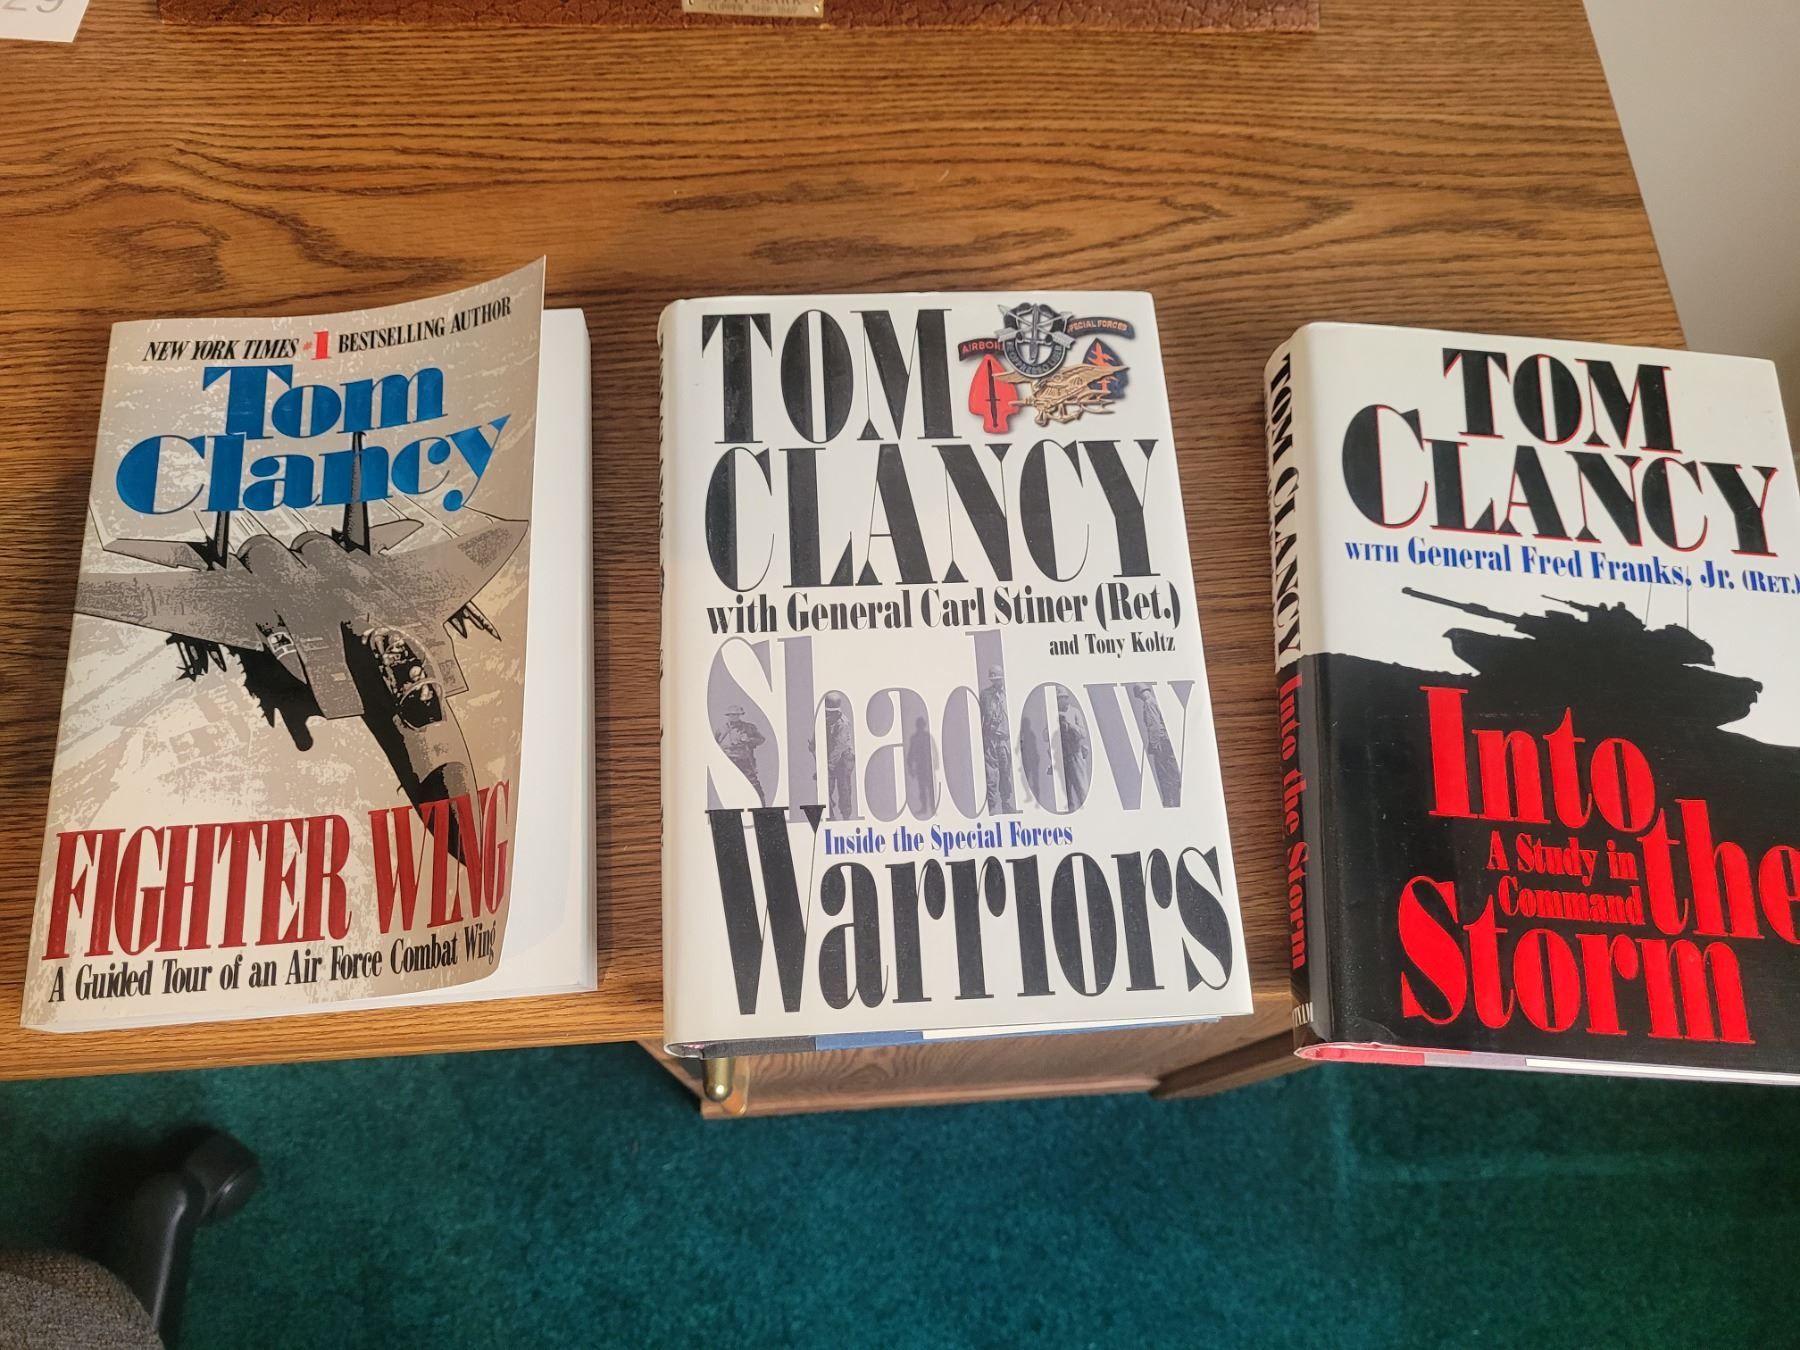 29
NEW YORK TIMES #1 BESTSELLING AUTHOR
Tom
Clancy
FIGHTER WING
A Guided Tour of an Air Force Combat Wing
TOM
CLANCY
with General Carl Stiner (Ret.)
and Tony Koltz
Shadow
Inside the Special Forces
Warriors
SPECIAL FORCES
TOM CLANCY Into the Storm
TOM
CLANCY
WITH General Fred Franks, Jr. (RET.)
Into
the
A Study in
Command
Storm